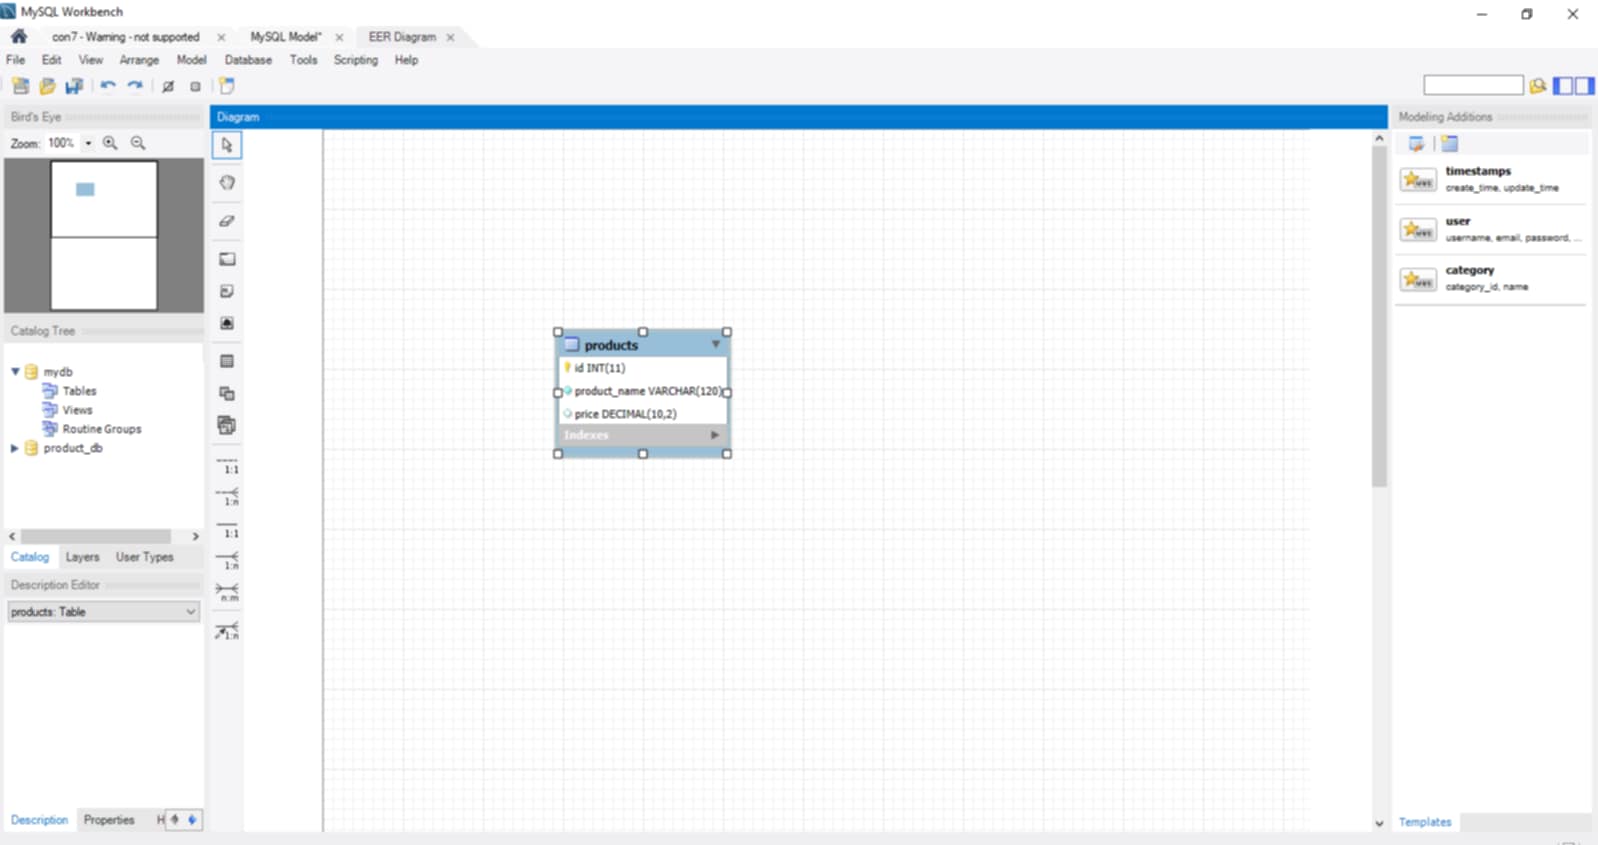 MySQL Workbench
con7 - Warning - not supported
MySQL Model*
EER Diagram
File Edit View Arrange Model Database Tools Scripting Help
Bird's Eye
Zoom: 100%
Catalog Tree
mydb
Tables
Views
Routine Groups
product_db
Catalog Layers User Types
Description Editor
products: Table
Description Properties H
Diagram
1:1
1:n
1:1
1:n
n:m
1:n
products
id INT(11)
product_name VARCHAR(120)
price DECIMAL(10,2)
Indexes
Modeling Additions
timestamps
create_time, update_time
user
username, email, password, ...
category
category_id, name
Templates